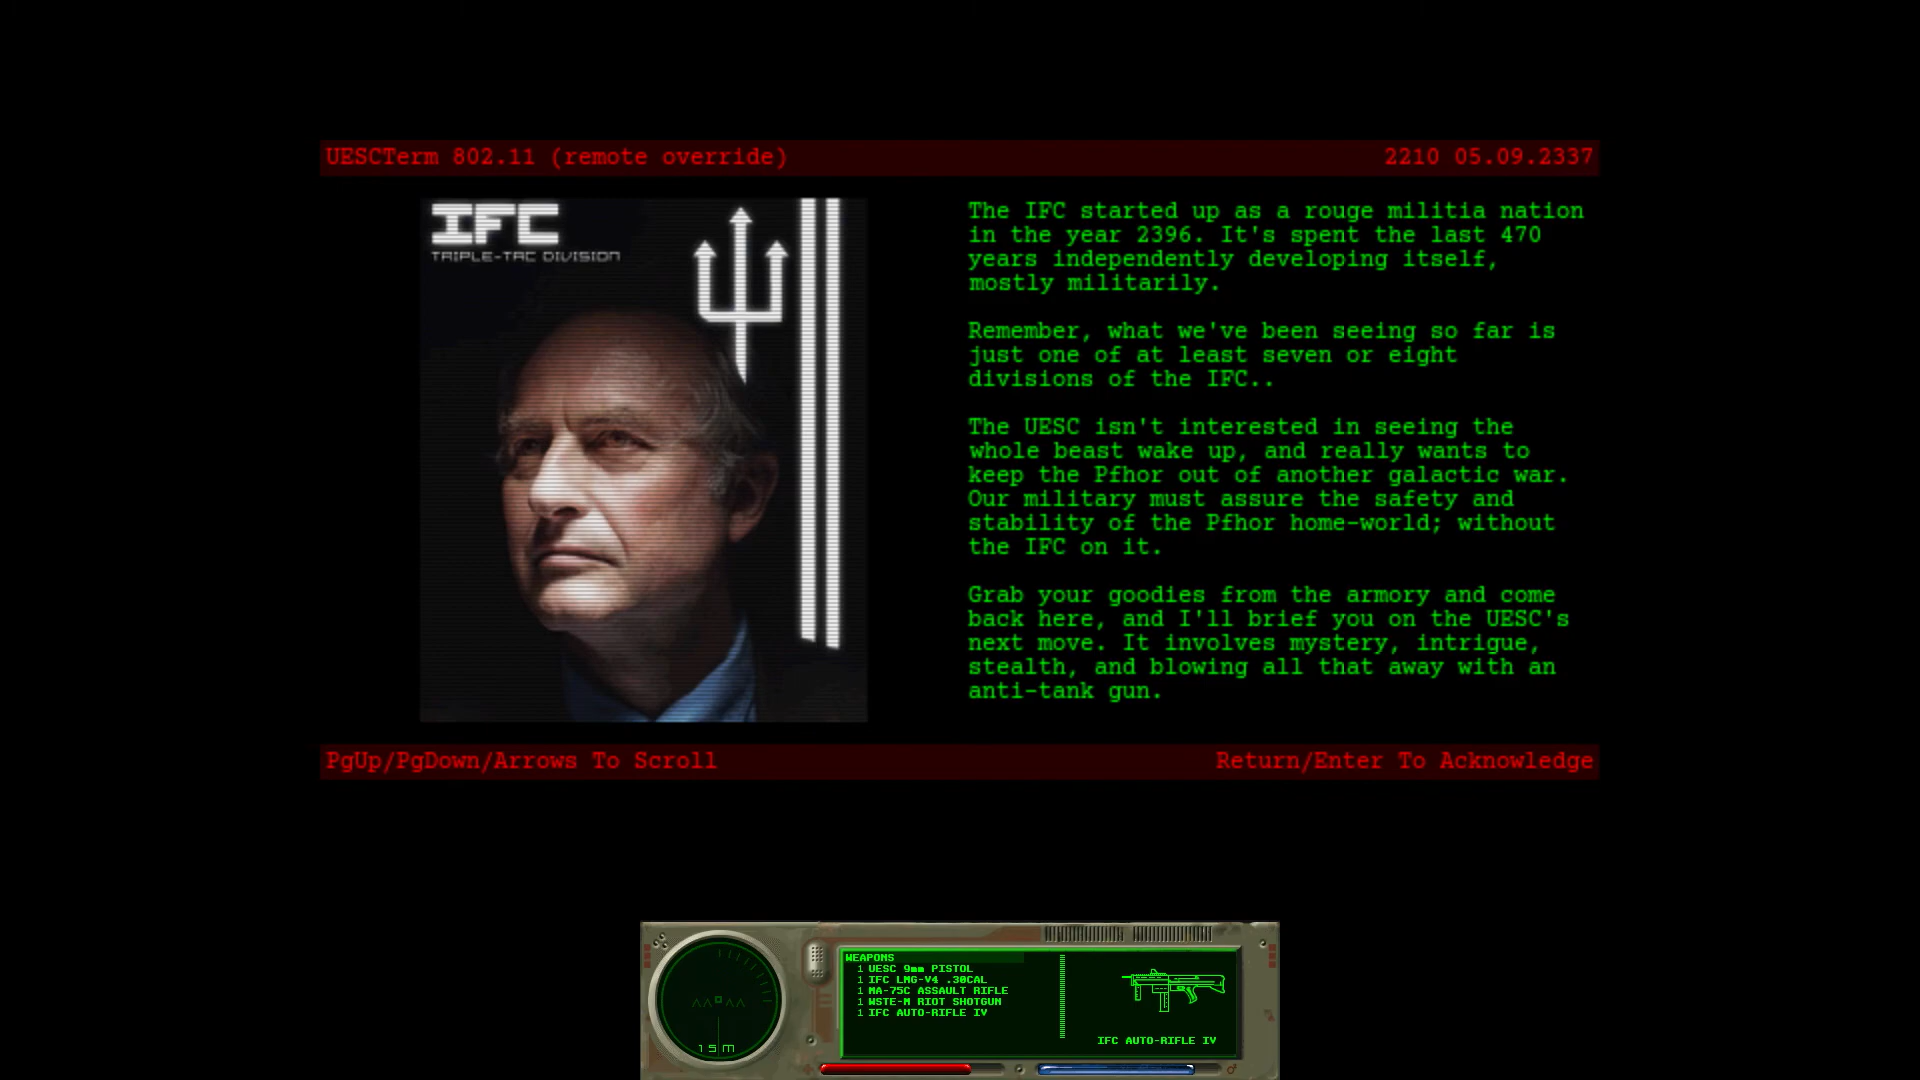 UESCTerm 802.11 (remote override)
2210 05.09.2337
IFC
TRIPLE-TAC DIVISION
The IFC started up as a rouge militia nation
in the year 2396. It's spent the last 470
years independently developing itself,
mostly militarily.
Remember, what we've been seeing so far is
just one of at least seven or eight
divisions of the IFC..
The UESC isn't interested in seeing the
whole beast wake up, and really wants to
keep the Pfhor out of another galactic war.
Our military must assure the safety and
stability of the Pfhor home-world; without
the IFC on it.
Grab your goodies from the armory and come
back here, and I'll brief you on the UESC's
next move. It involves mystery, intrigue,
stealth, and blowing all that away with an
anti-tank gun.
PgUp/PgDown/Arrows To Scroll
Return/Enter To Acknowledge
15M
WEAPONS
1 UESC 9mm PISTOL
1 IFC LMG-V4 .30CAL
1 MA-75C ASSAULT RIFLE
1 WSTE-M RIOT SHOTGUN
1 IFC AUTO-RIFLE IV
IFC AUTO-RIFLE IV